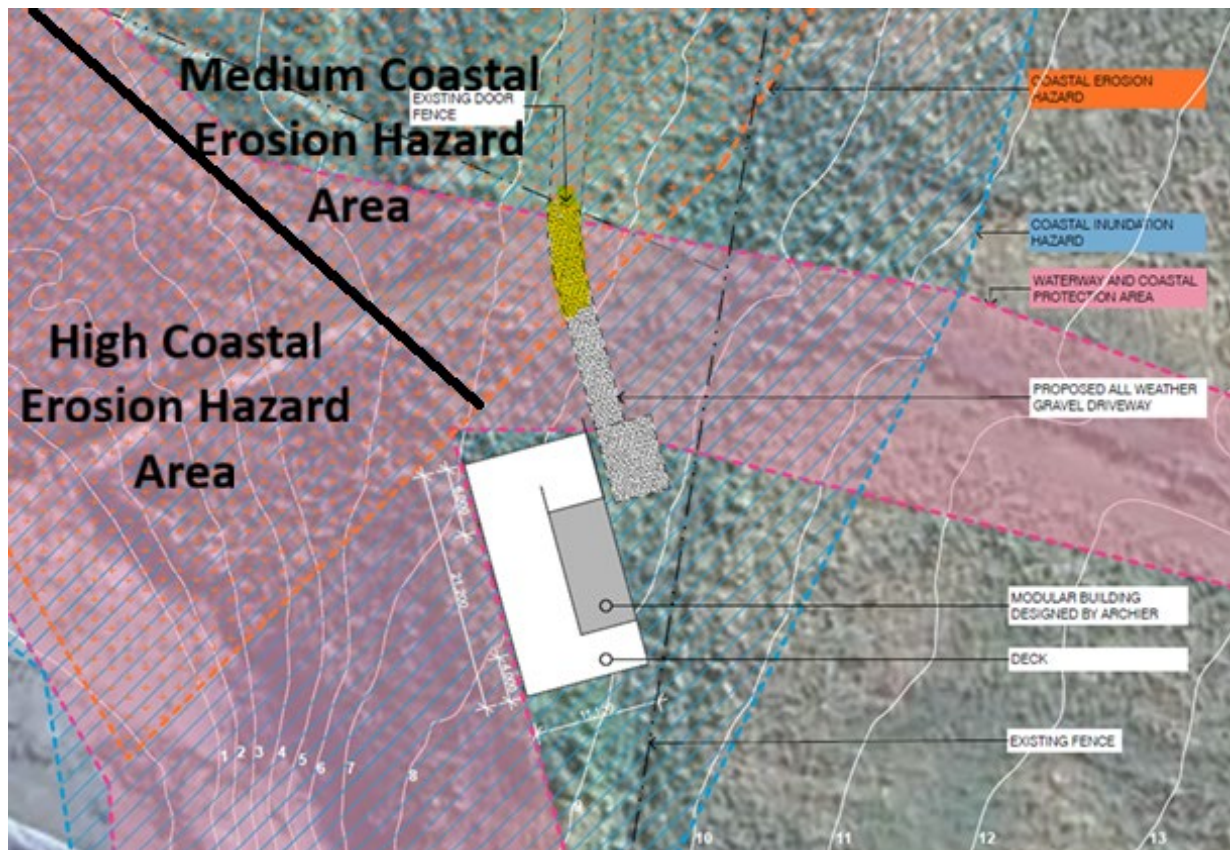 Medium Coastal
Erosion Hazard
Area
EXISTING DOOR
FENCE
COASTAL EROSION
HAZARD
COASTAL INUNDATION
HAZARD
WATERWAY AND COASTAL
PROTECTION AREA
High Coastal
Erosion Hazard
Area
PROPOSED ALL WEATHER
GRAVEL DRIVEWAY
21,200
MODULAR BUILDING
DESIGNED BY ARCHIER
DECK
EXISTING FENCE
1 2 3 4 5 6 7 8 9 10 11 12 13